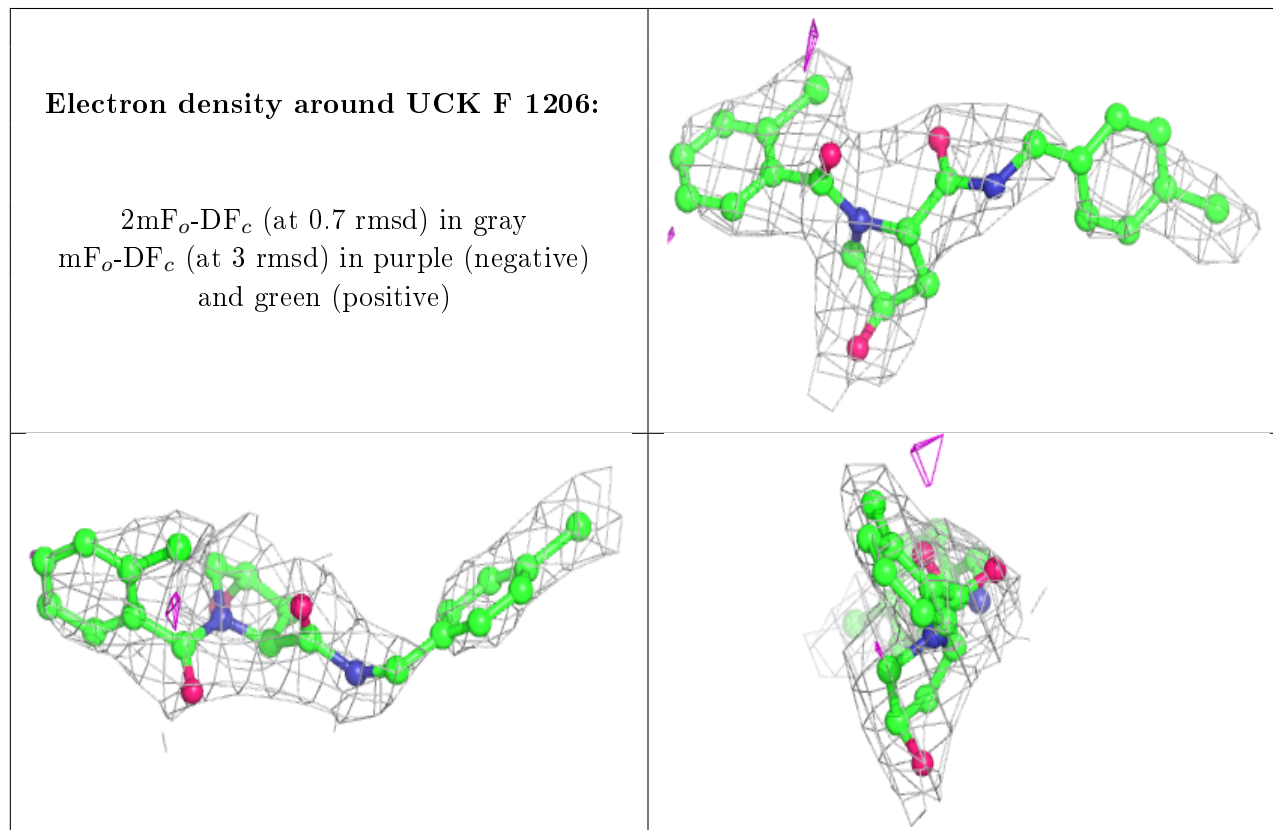 Electron density around UCK F 1206:
2mFₒ-DF𝒸 (at 0.7 rmsd) in gray
mFₒ-DF𝒸 (at 3 rmsd) in purple (negative)
and green (positive)